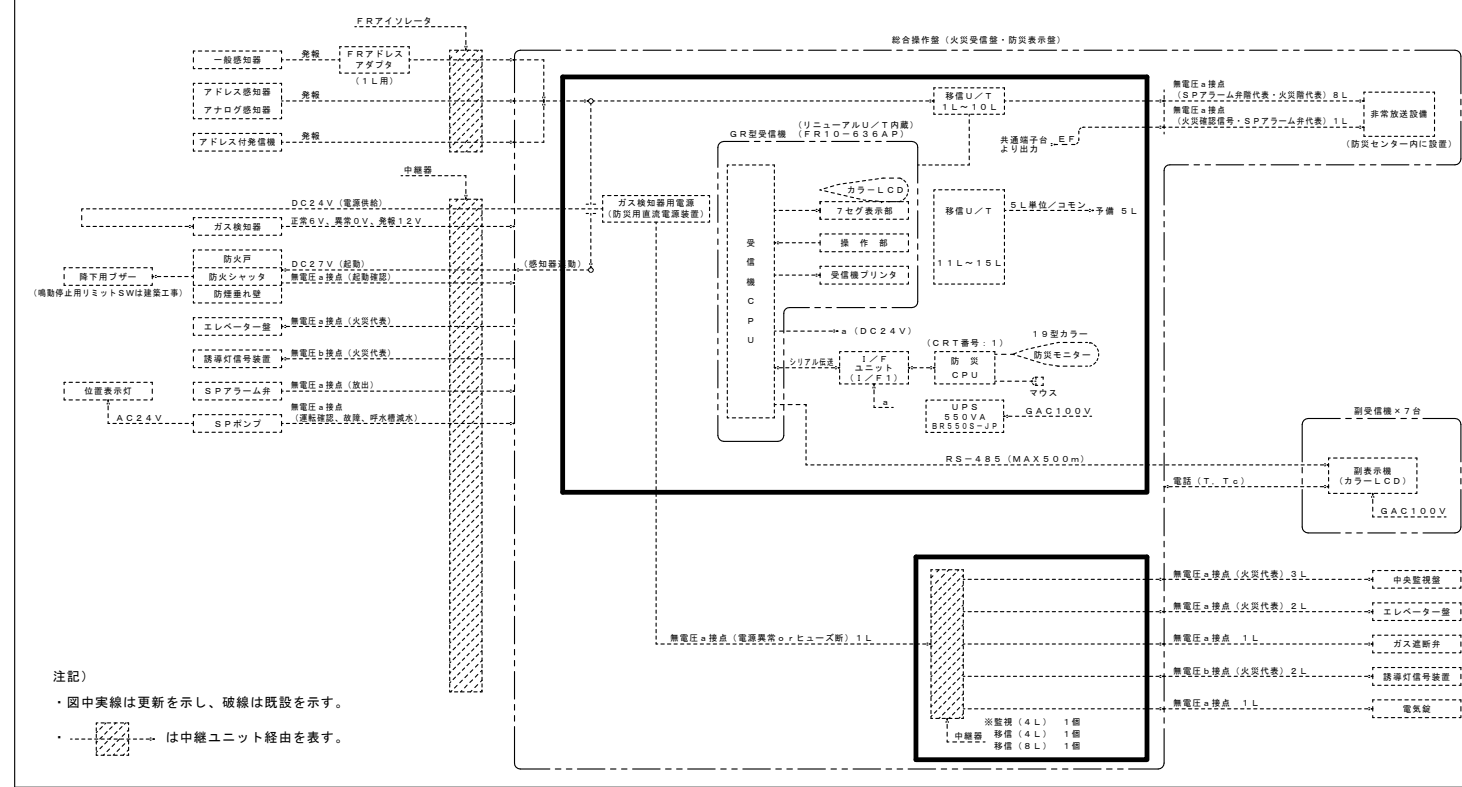 FRアイソレータ
総合操作盤（火災受信盤・防災表示盤）
一般感知器
発報
FRアドレス
アダプタ
（1L用）
アドレス感知器
アナログ感知器
発報
アドレス付発信機
発報
移信U／T
1L～10L
無電圧a接点
（SPアラーム弁階代表・火災階代表）8L
無電圧a接点
（火災確認信号・SPアラーム弁代表）1L
非常放送設備
（防災センター内に設置）
共通端子台
より出力
EF
（リニューアルU／T内蔵）
GR型受信機 （FR10－636AP）
中継器
DC24V（電源供給）
正常6V、異常0V、発報12V
ガス検知器
ガス検知器用電源
（防災用直流電源装置）
カラーLCD
7セグ表示部
操 作 部
受信機プリンタ
受
信
機
C
P
U
移信U／T
11L～15L
5L単位／コモン
予備 5L
防火戸
防火シャッタ
防煙垂れ壁
DC27V（起動）
無電圧a接点（起動確認）
（感知器連動）
降下用ブザー
（鳴動停止用リミットSWは建築工事）
エレベーター盤
無電圧a接点（火災代表）
誘導灯信号装置
無電圧b接点（火災代表）
a（DC24V）
シリアル伝送
I／F
ユニット
（I／F1）
a
（CRT番号：1）
防 災
CPU
19型カラー
防災モニター
マウス
UPS
550VA
BR550S－JP
GAC100V
位置表示灯
AC24V
SPアラーム弁
無電圧a接点（放出）
SPポンプ
無電圧a接点
（運転確認、故障、呼水槽減水）
RS－485（MAX500m）
電話（T．Tc）
副受信機×7台
副表示機
（カラーLCD）
GAC100V
無電圧a接点（電源異常orヒューズ断）1L
無電圧a接点（火災代表）3L
中央監視盤
無電圧a接点（火災代表）2L
エレベーター盤
無電圧a接点 1L
ガス遮断弁
無電圧b接点（火災代表）2L
誘導灯信号装置
無電圧a接点 1L
電気錠
中継器
※監視（4L） 1個
移信（4L） 1個
移信（8L） 1個
注記）
・図中実線は更新を示し、破線は既設を示す。
・ は中継ユニット経由を表す。